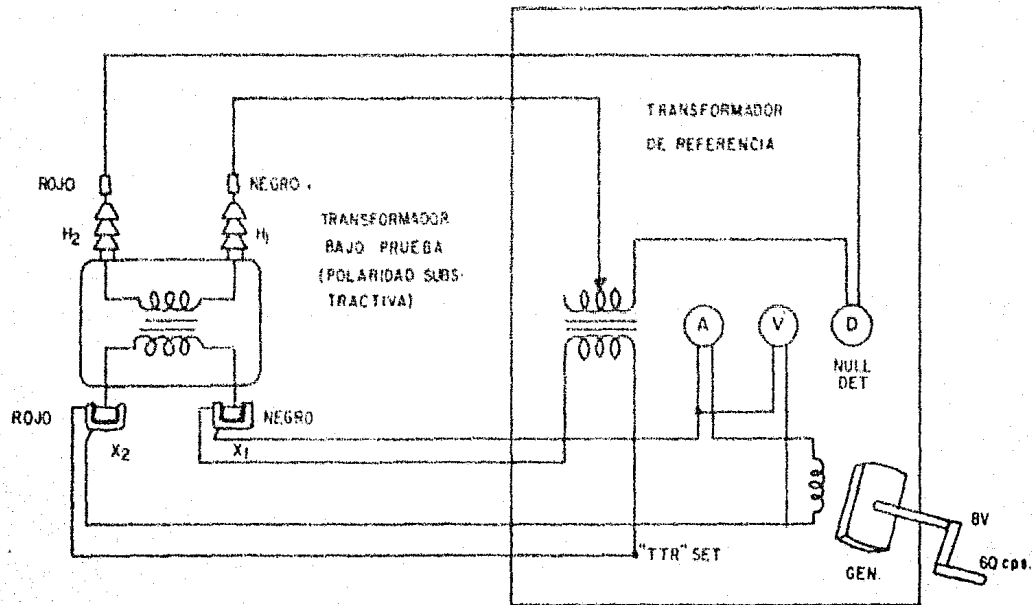 TRANSFORMADOR
DE REFERENCIA
ROJO
NEGRO.
H2
H1
TRANSFORMADOR
BAJO PRUEBA
(POLARIDAD SUBS-
TRACTIVA)
A
V
D
NULL
DET
ROJO
NEGRO
X2
X1
"TTR" SET
GEN.
8V
60 cps.